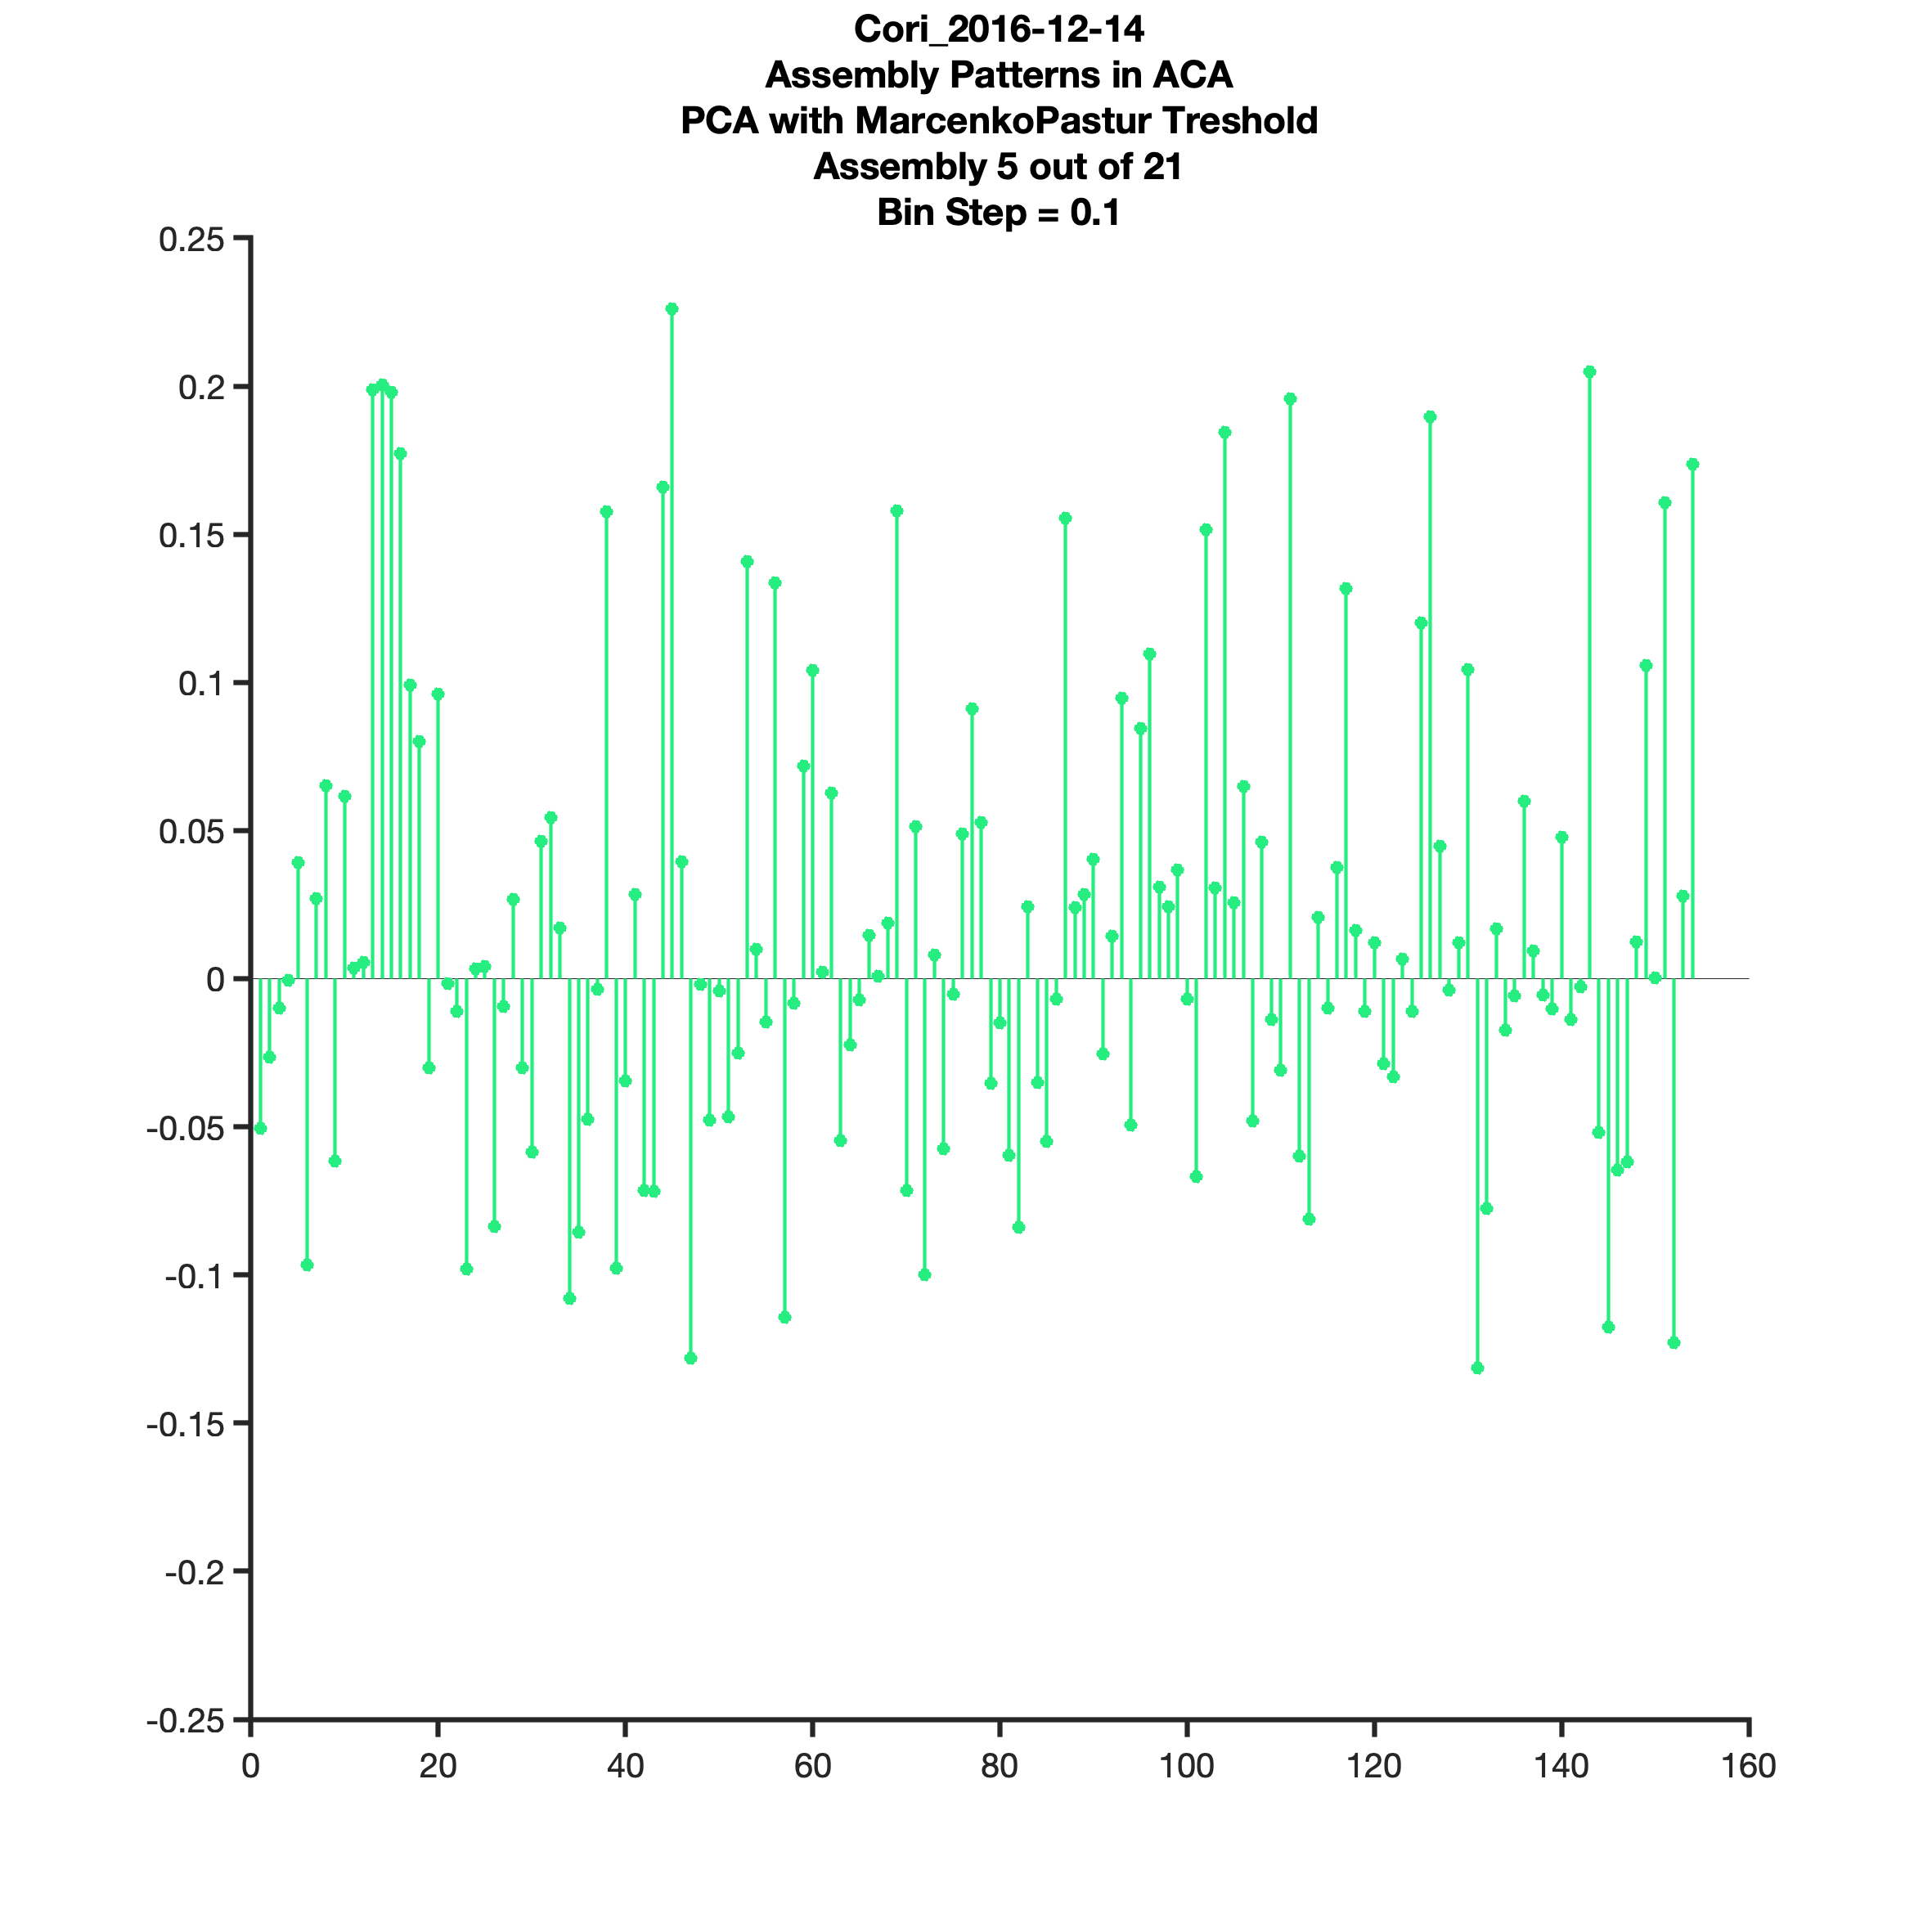 Cori_2016-12-14
Assembly Patterns in ACA
PCA with MarcenkoPastur Treshold
Assembly 5 out of 21
Bin Step = 0.1
0.25
0.2
0.15
0.1
0.05
0
-0.05
-0.1
-0.15
-0.2
-0.25
0 20 40 60 80 100 120 140 160